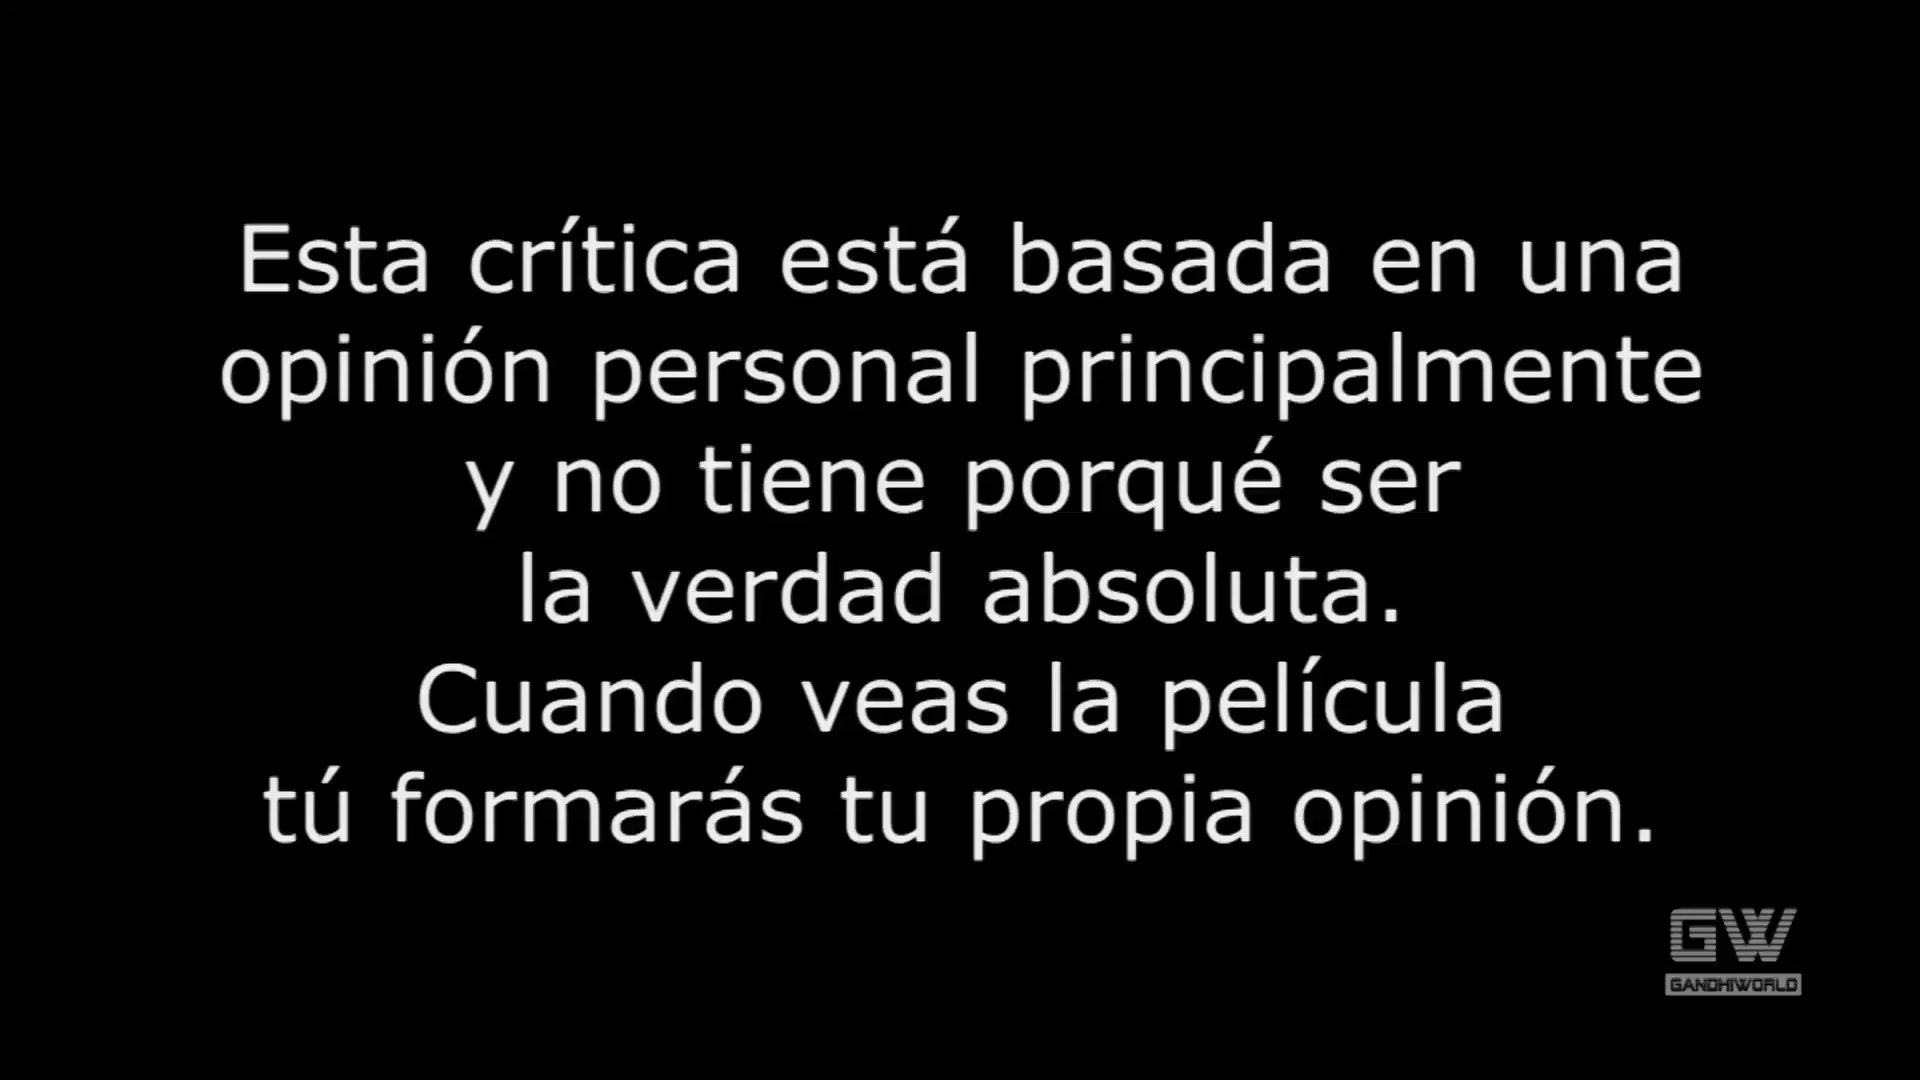 Esta crítica está basada en una
opinión personal principalmente
y no tiene porqué ser
la verdad absoluta.
Cuando veas la película
tú formarás tu propia opinión.
GW
GANDHIWORLD